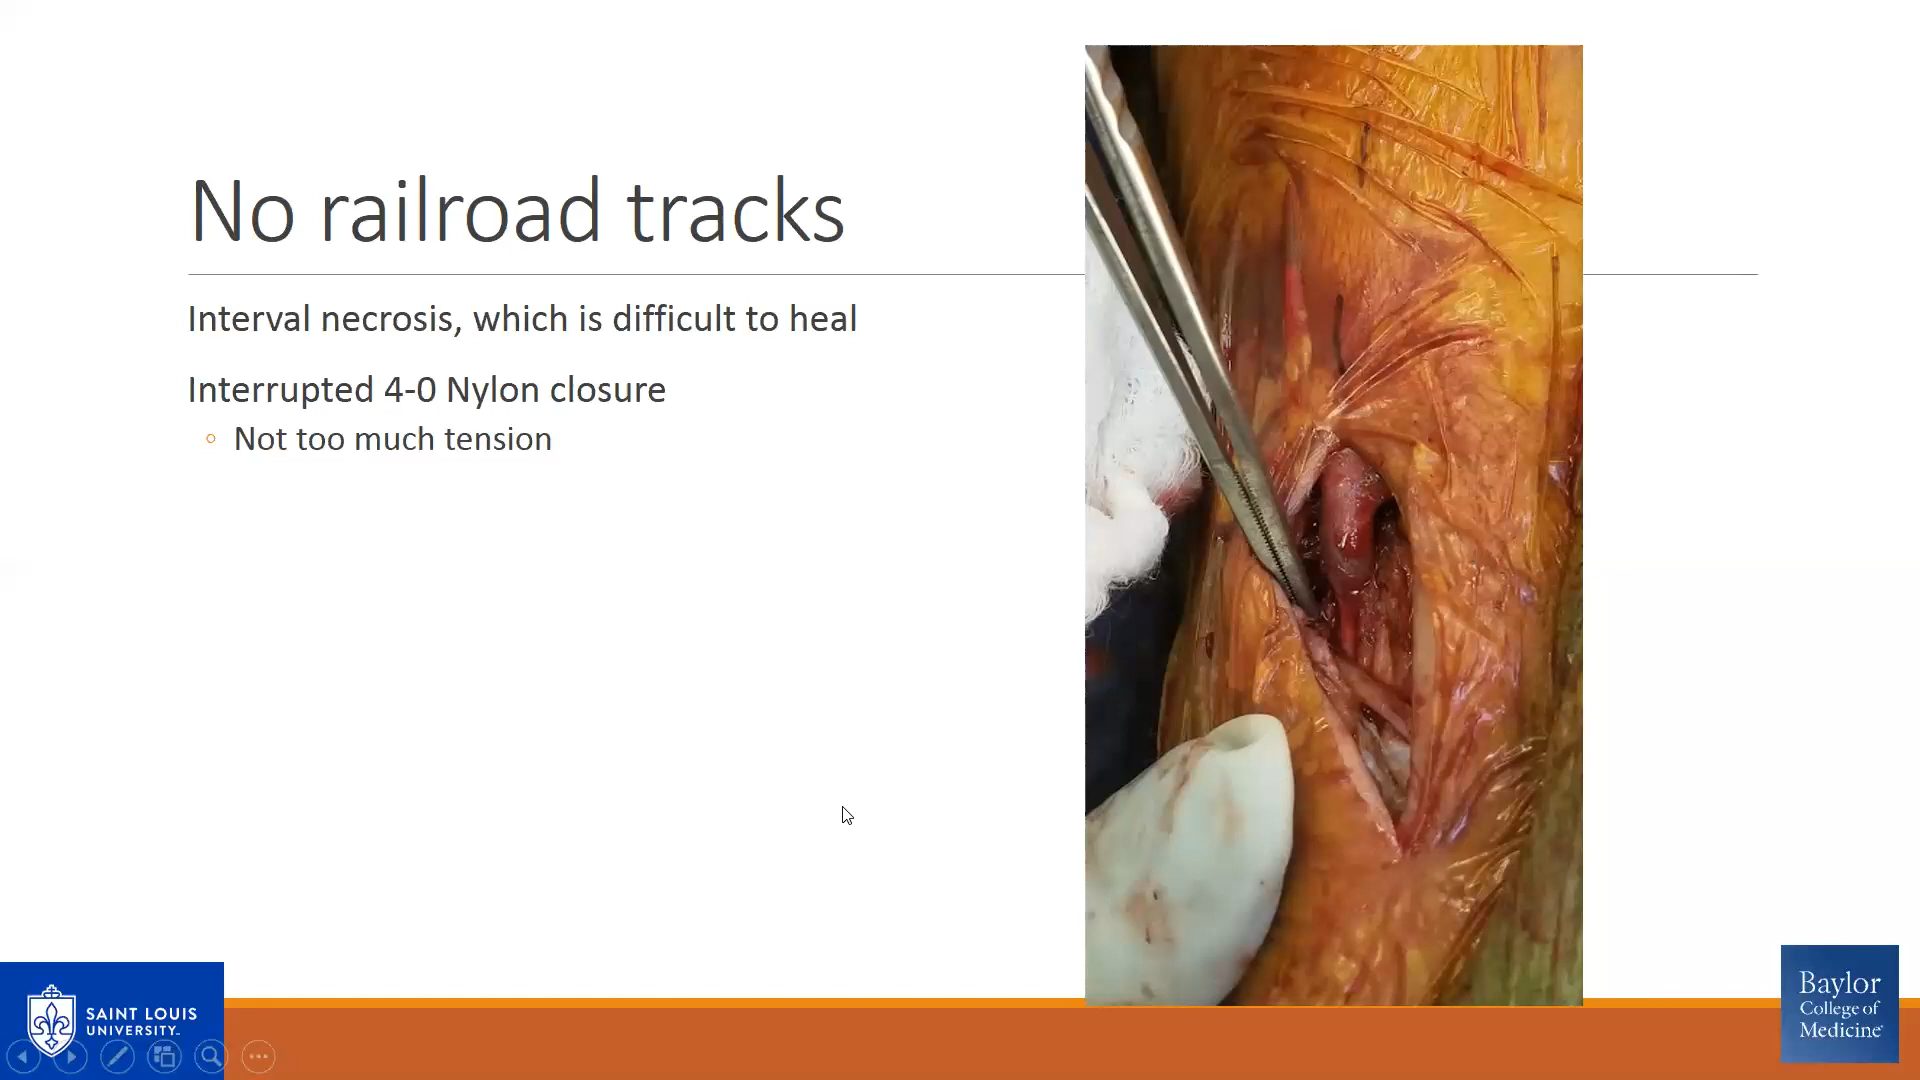 No railroad tracks
Interval necrosis, which is difficult to heal
Interrupted 4-0 Nylon closure
Not too much tension
SAINT LOUIS
UNIVERSITY
Baylor
College of
Medicine